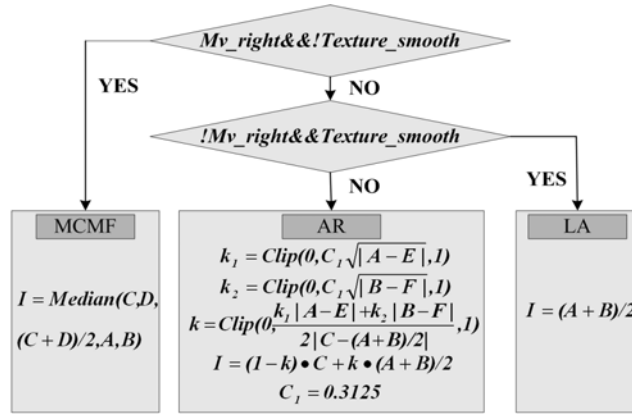 Mv_right&&!Texture_smooth
YES
NO
!Mv_right&&Texture_smooth
NO
YES
MCMF
I = Median(C,D,
(C + D)/2,A,B)
AR
k₁ = Clip(0,C₁√|A−E|,1)
k₂ = Clip(0,C₁√|B−F|,1)
k = Clip(0,(k₁|A−E|+k₂|B−F|)/(2|C−(A+B)/2|),1)
I = (1−k)•C + k•(A+B)/2
C₁ = 0.3125
LA
I = (A + B)/2